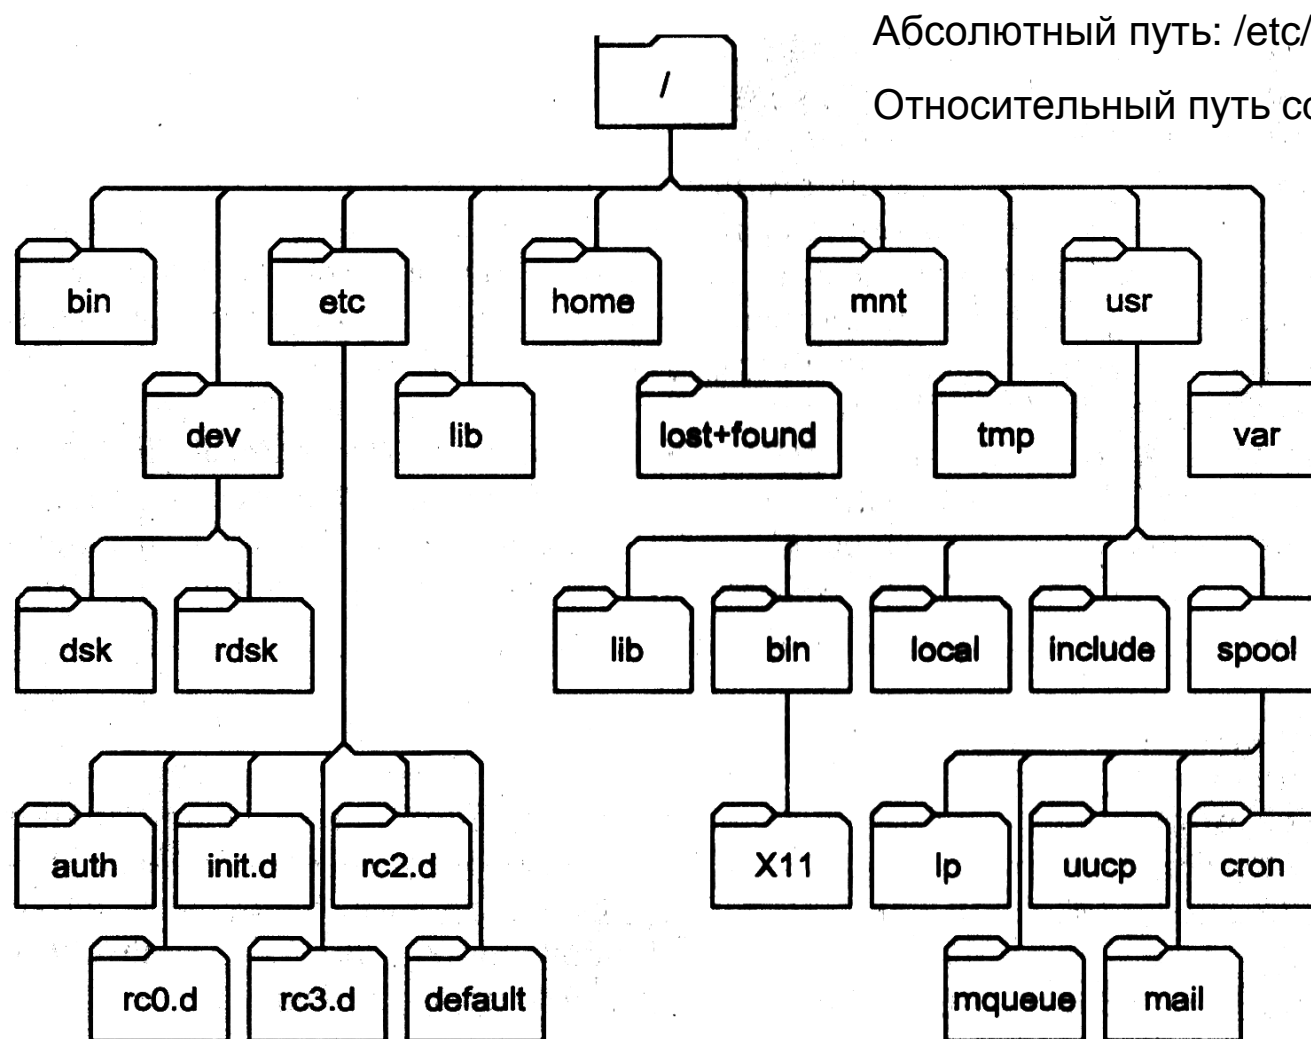 Абсолютный путь: /etc/
Относительный путь
/
bin
etc
home
mnt
usr
dev
lib
lost+found
tmp
var
dsk
rdsk
lib
bin
local
include
spool
auth
init.d
rc2.d
X11
lp
uucp
cron
rc0.d
rc3.d
default
mqueue
mail